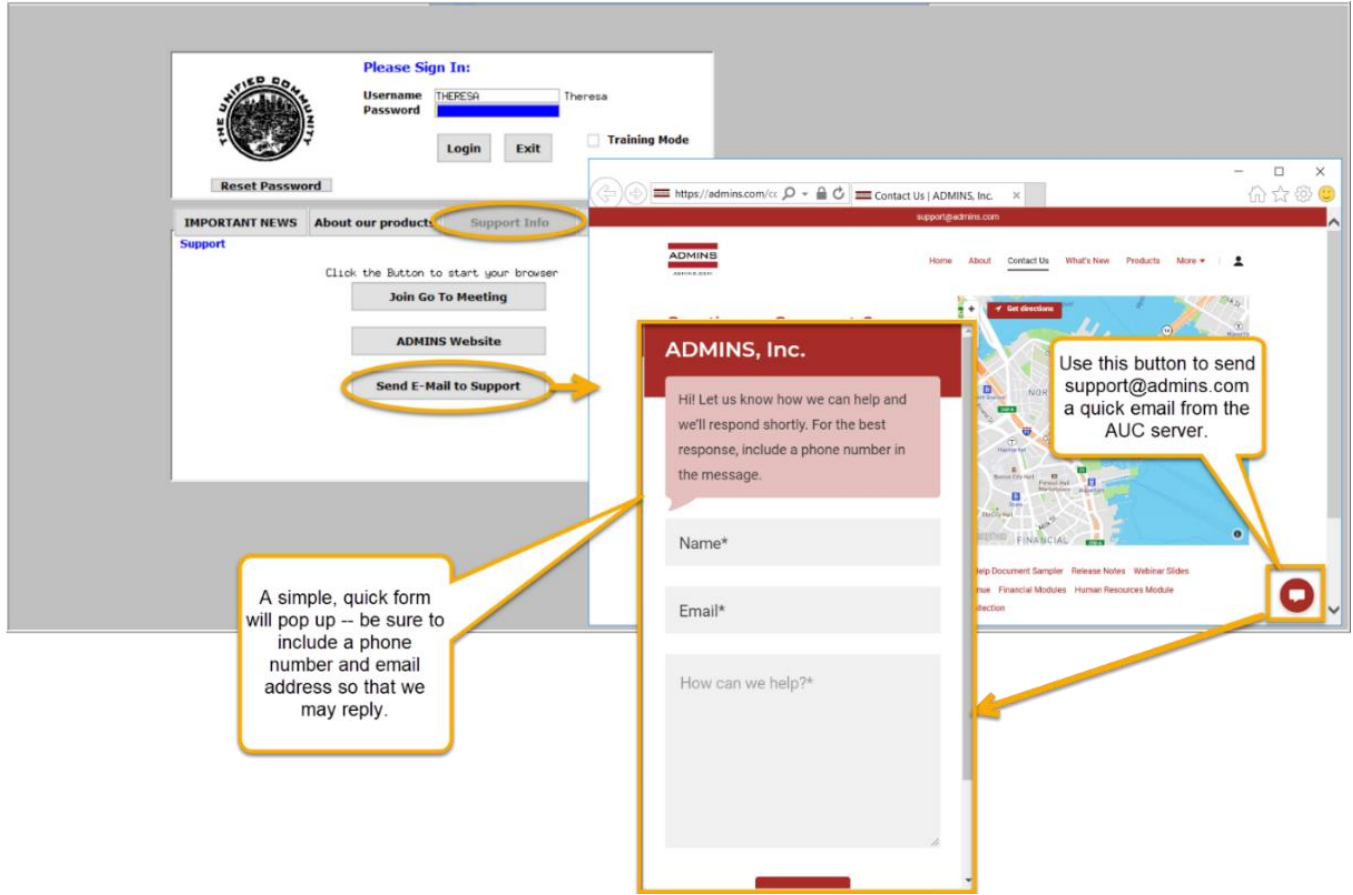 THE UNIFIED COMMUNITY
Please Sign In:
Username THERESA Theresa
Password
Login Exit Training Mode
Reset Password
IMPORTANT NEWS About our products Support Info
Support
Click the Button to start your browser
Join Go To Meeting
ADMINS Website
Send E-Mail to Support
https://admins.com/cc Contact Us | ADMINS, Inc.
support@admins.com
ADMINS
ADMINS.COM
Home About Contact Us What's New Products More
Get directions
Use this button to send
support@admins.com
a quick email from the
AUC server.
FINANCIAL
Help Document Sampler Release Notes Webinar Slides
Financial Modules Human Resources Module
ADMINS, Inc.
Hi! Let us know how we can help and
we'll respond shortly. For the best
response, include a phone number in
the message.
Name*
Email*
How can we help?*
A simple, quick form
will pop up -- be sure to
include a phone
number and email
address so that we
may reply.